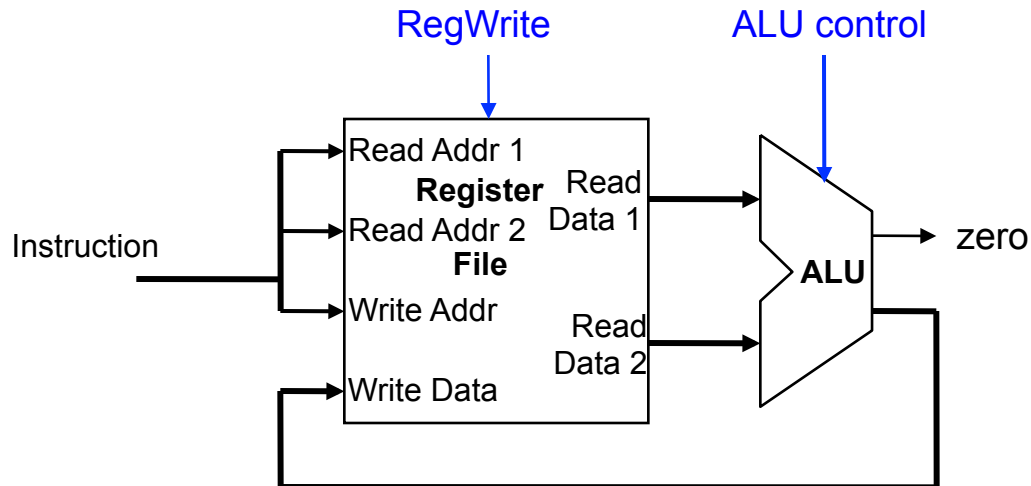 RegWrite
ALU control
Read Addr 1
Register
Read
Data 1
Instruction
Read Addr 2
File
zero
ALU
Write Addr
Read
Data 2
Write Data